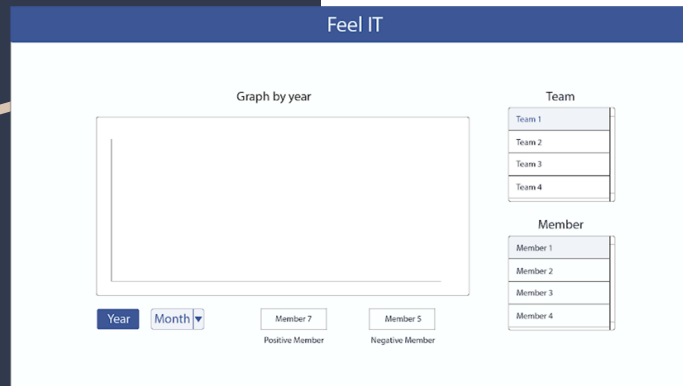 Feel IT
Graph by year
Team
Team 1
Team 2
Team 3
Team 4
Member
Member 1
Member 2
Member 3
Member 4
Year
Month
Member 7
Positive Member
Member 5
Negative Member